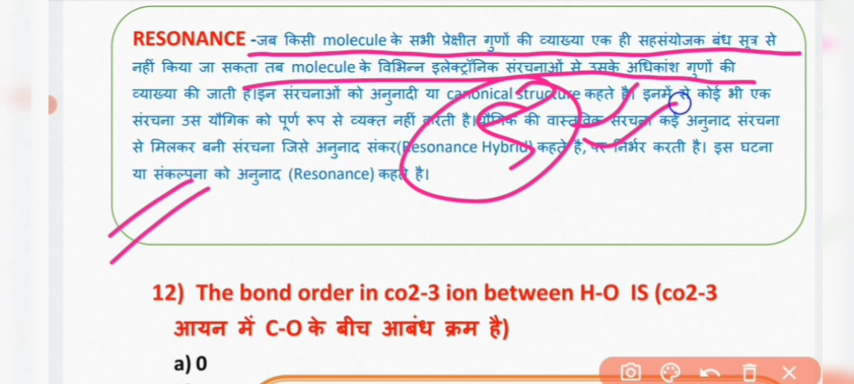 RESONANCE -जब किसी molecule के सभी प्रेक्षीत गुणों की व्याख्या एक ही सहसंयोजक बंध सूत्र से
नहीं किया जा सकता तब molecule के विभिन्न इलेक्ट्रॉनिक संरचनाओं से उसके अधिकांश गुणों की
व्याख्या की जाती है।इन संरचनाओं को अनुनादी या canonical structure कहते है। इनमें से कोई भी एक
संरचना उस यौगिक को पूर्ण रूप से व्यक्त नहीं करती है।यौगिक की वास्तविक संरचना कई अनुनाद संरचना
से मिलकर बनी संरचना जिसे अनुनाद संकर(Resonance Hybrid) कहते है, पर निर्भर करती है। इस घटना
या संकल्पना को अनुनाद (Resonance) कहते है।
12) The bond order in co2-3 ion between H-O IS (co2-3
आयन में C-O के बीच आबंध क्रम है)
a) 0